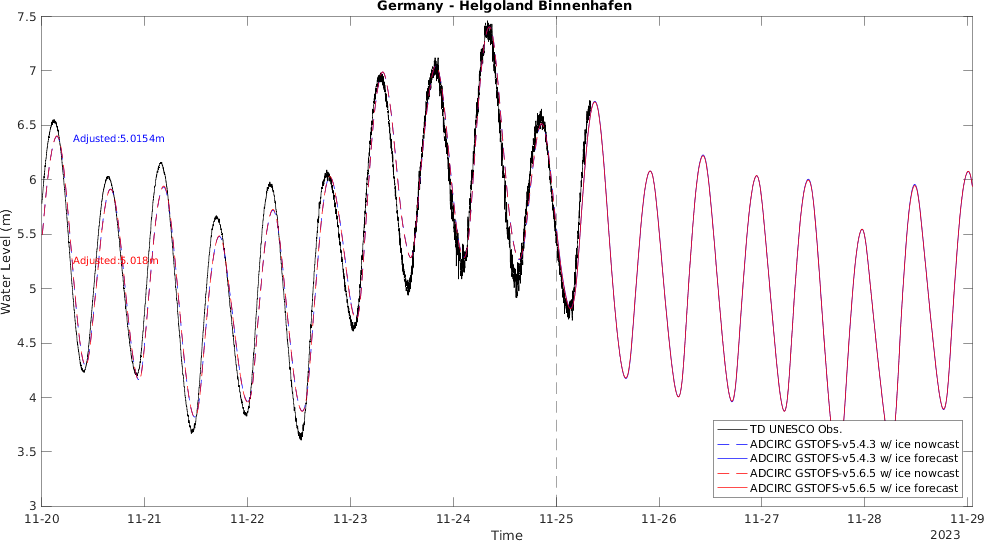 Germany - Helgoland Binnenhafen
7.5
7
6.5
6
5.5
5
4.5
4
3.5
3
Water Level (m)
Adjusted:5.0154m
Adjusted:5.018m
TD UNESCO Obs.
ADCIRC GSTOFS-v5.4.3 w/ ice nowcast
ADCIRC GSTOFS-v5.4.3 w/ ice forecast
ADCIRC GSTOFS-v5.6.5 w/ ice nowcast
ADCIRC GSTOFS-v5.6.5 w/ ice forecast
11-20 11-21 11-22 11-23 11-24 11-25 11-26 11-27 11-28 11-29
Time
2023